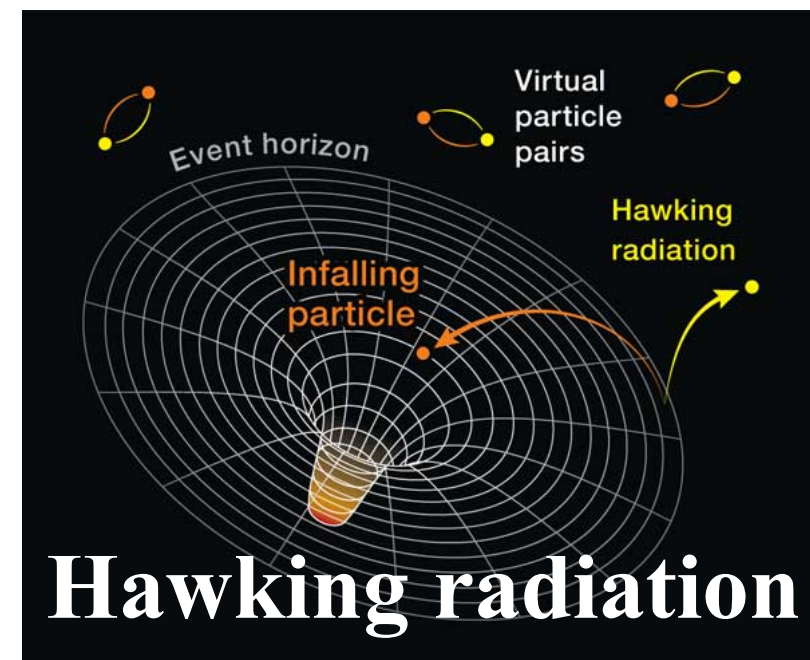 Virtual
particle
pairs
Event horizon
Hawking
radiation
Infalling
particle
Hawking radiation